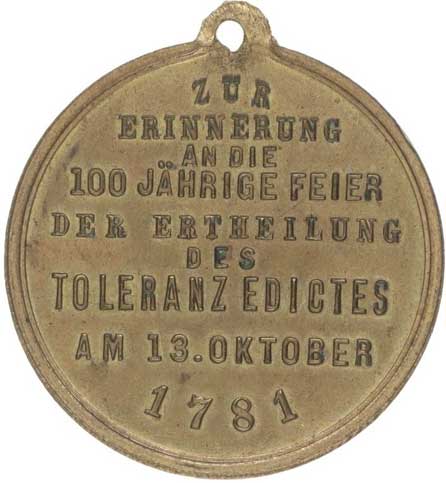 ZUR
ERINNERUNG
AN DIE
100 JÄHRIGE FEIER
DER ERTHEILUNG
DES
TOLERANZ EDICTES
AM 13. OKTOBER
1781